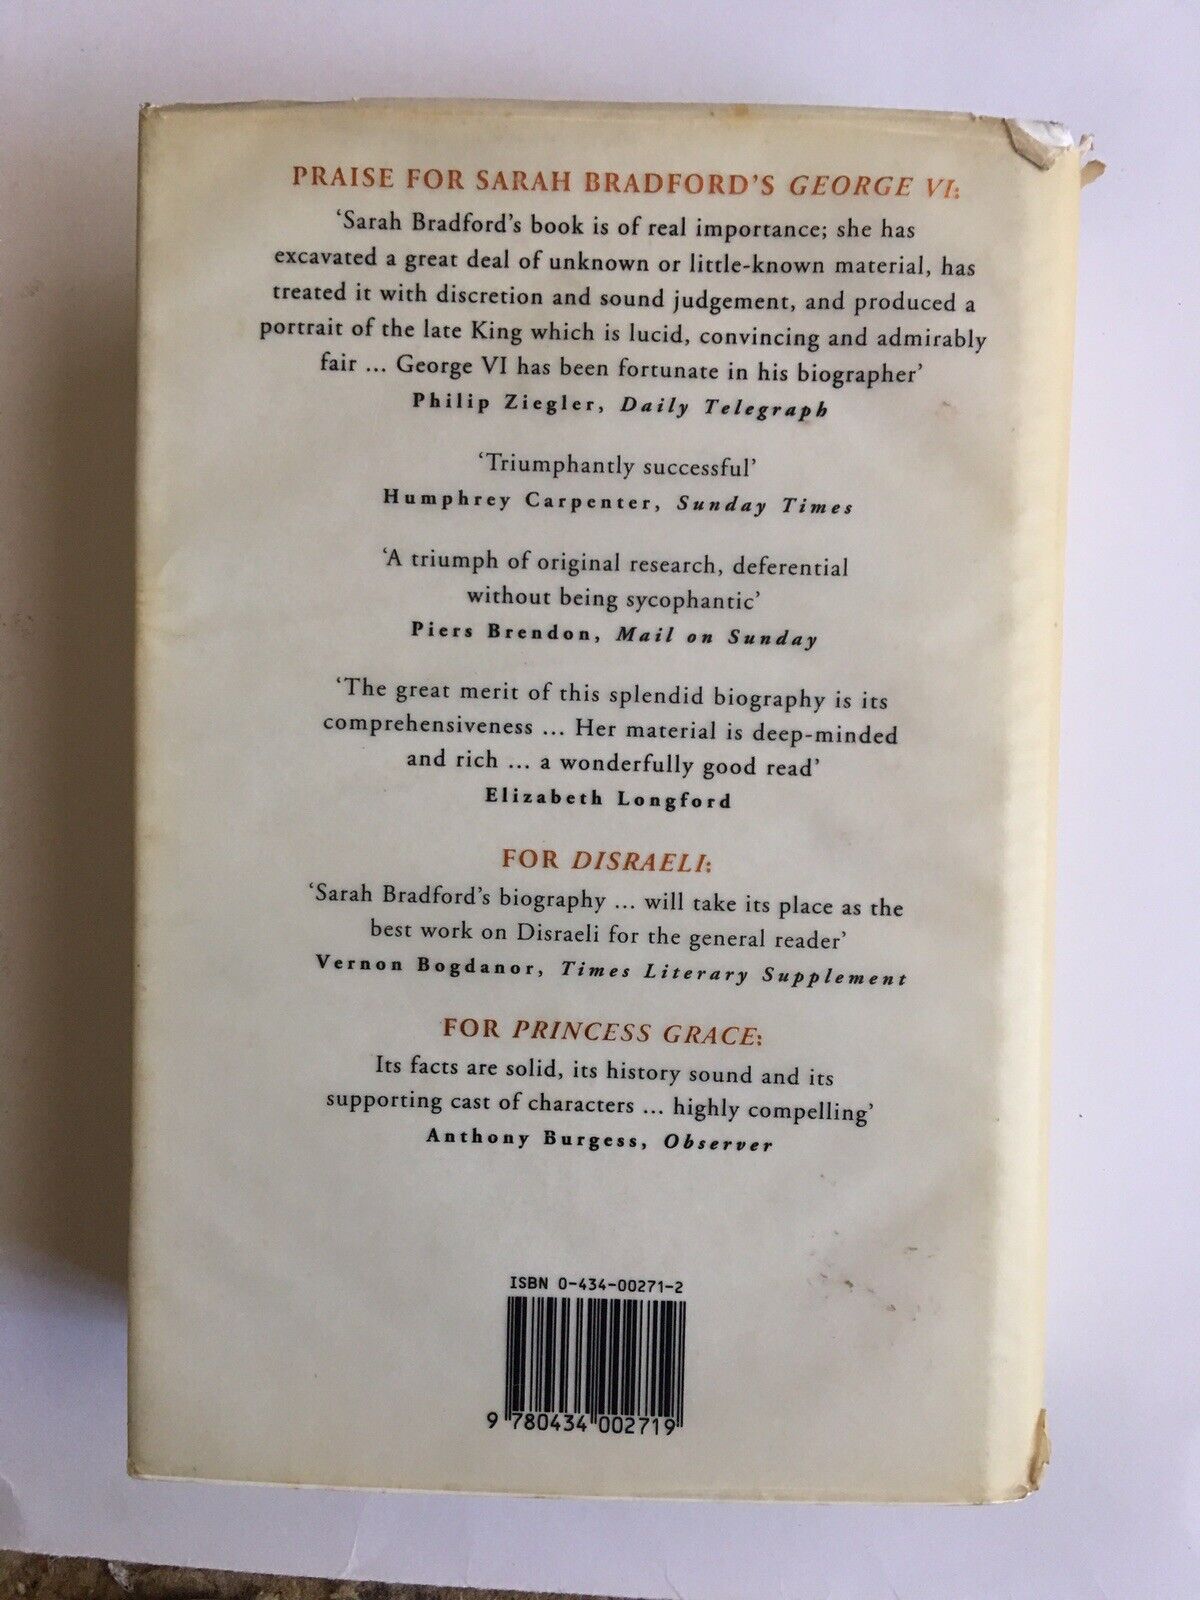 PRAISE FOR SARAH BRADFORD'S GEORGE VI:
‘Sarah Bradford’s book is of real importance; she has
excavated a great deal of unknown or little-known material, has
treated it with discretion and sound judgement, and produced a
portrait of the late King which is lucid, convincing and admirably
fair ... George VI has been fortunate in his biographer’
Philip Ziegler, Daily Telegraph
‘Triumphantly successful’
Humphrey Carpenter, Sunday Times
‘A triumph of original research, deferential
without being sycophantic’
Piers Brendon, Mail on Sunday
‘The great merit of this splendid biography is its
comprehensiveness ... Her material is deep-minded
and rich ... a wonderfully good read’
Elizabeth Longford
FOR DISRAELI:
‘Sarah Bradford’s biography ... will take its place as the
best work on Disraeli for the general reader’
Vernon Bogdanor, Times Literary Supplement
FOR PRINCESS GRACE:
Its facts are solid, its history sound and its
supporting cast of characters ... highly compelling’
Anthony Burgess, Observer
ISBN 0-434-00271-2
9 780434 002719